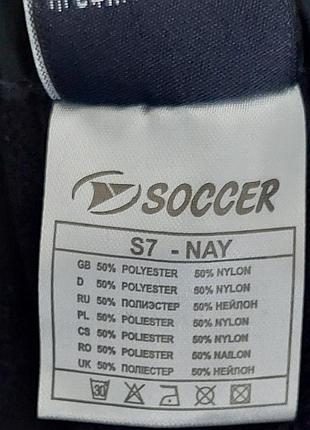 SOCCER
S7 - NAY
GB 50% POLYESTER 50% NYLON
D 50% POLYESTER 50% NYLON
RU 50% ПОЛИЭСТЕР 50% НЕЙЛОН
PL 50% POLIESTER 50% NYLON
CS 50% POLYESTER 50% NYLON
RO 50% POLIESTER 50% NAILON
UK 50% ПОЛІЕСТЕР 50% НЕЙЛОН
30